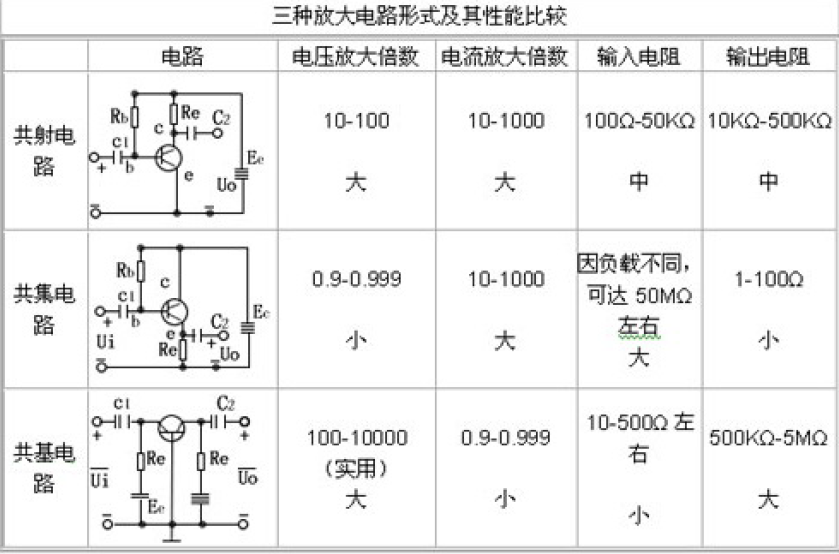 三种放大电路形式及其性能比较
电路 电压放大倍数 电流放大倍数 输入电阻 输出电阻
共射电
路
Rb Re C2
c1 c
+ b e Ec
Uo
10-100
大
10-1000
大
100Ω-50KΩ
中
10KΩ-500KΩ
中
共集电
路
Rb c
c1
+ b e C2 Ec
Ui Re + Uo
0.9-0.999
小
10-1000
大
因负载不同，
可达 50MΩ
左右
大
1-100Ω
小
共基电
路
c1 C2
+ +
Re Re
Ui Uo
Ec
100-10000
（实用）
大
0.9-0.999
小
10-500Ω 左
右
小
500KΩ-5MΩ
大